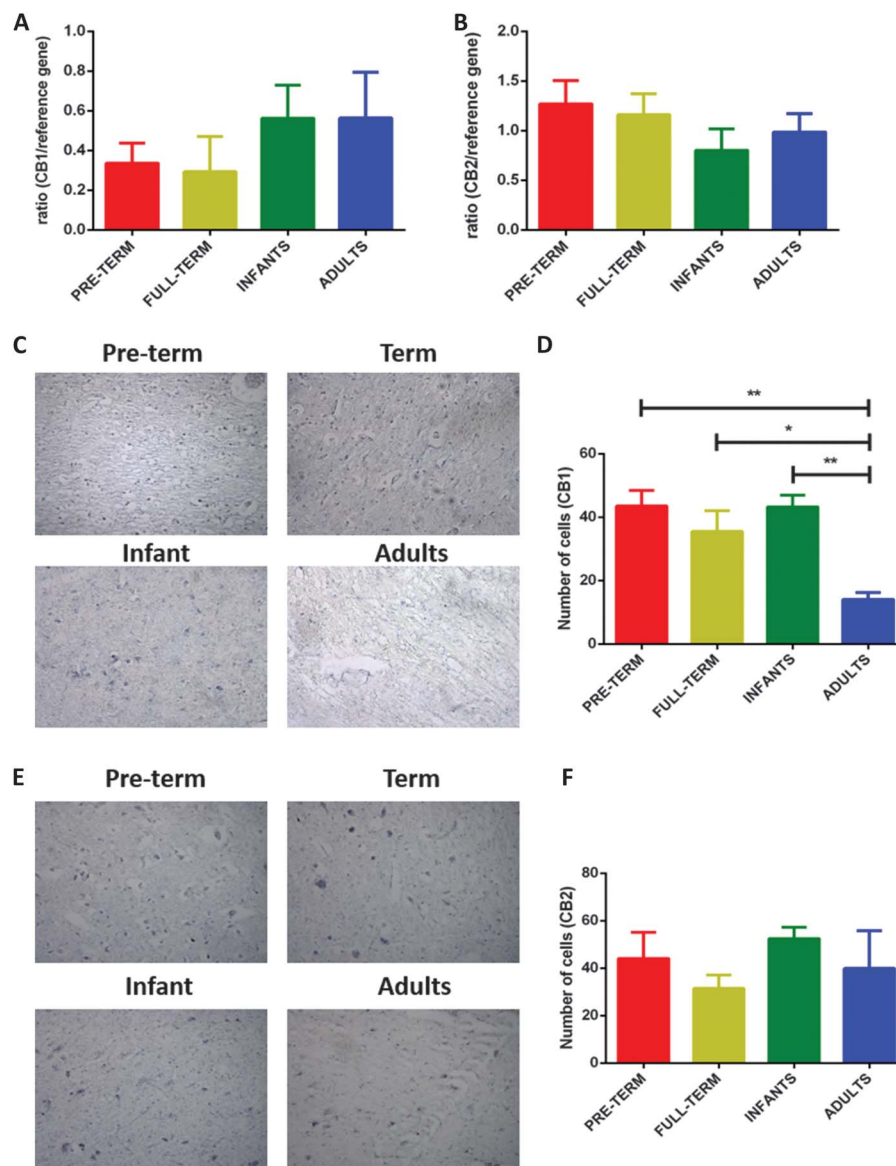 A
ratio (CB1/reference gene)
1.0
0.8
0.6
0.4
0.2
0.0
PRE-TERM
FULL-TERM
INFANTS
ADULTS
B
ratio (CB2/reference gene)
2.0
1.5
1.0
0.5
0.0
PRE-TERM
FULL-TERM
INFANTS
ADULTS
C
Pre-term
Term
Infant
Adults
D
**
*
**
Number of cells (CB1)
60
40
20
0
PRE-TERM
FULL-TERM
INFANTS
ADULTS
E
Pre-term
Term
Infant
Adults
F
Number of cells (CB2)
80
60
40
20
0
PRE-TERM
FULL-TERM
INFANTS
ADULTS